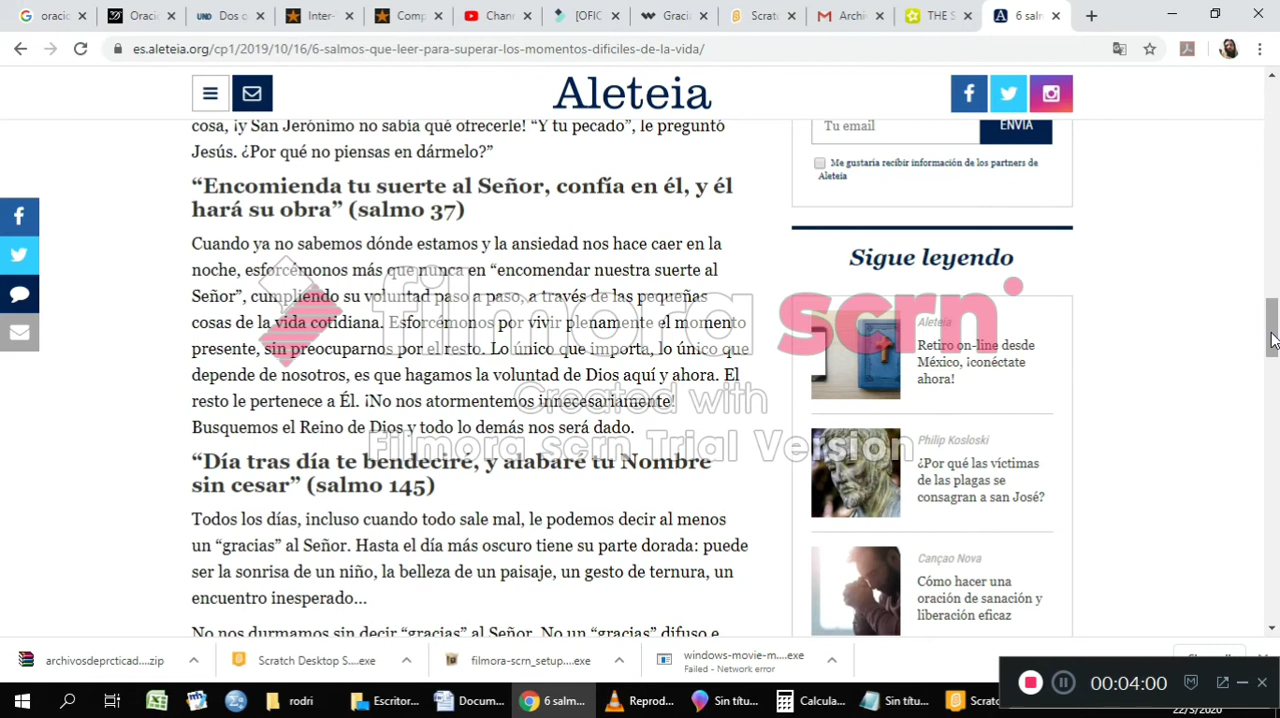 oracio
Oracio
UNO
Dos o
Inter-
Comp
Chann
[OFIC
Gracia
Scratc
Archi
THE S
6 salm
es.aleteia.org/cp1/2019/10/16/6-salmos-que-leer-para-superar-los-momentos-dificiles-de-la-vida/
Aleteia
cosa, ¡y San Jerónimo no sabía qué ofrecerle! “Y tu pecado”, le preguntó
Jesús. ¿Por qué no piensas en dármelo?”
“Encomienda tu suerte al Señor, confía en él, y él
hará su obra” (salmo 37)
Cuando ya no sabemos dónde estamos y la ansiedad nos hace caer en la
noche, esforcémonos más que nunca en “encomendar nuestra suerte al
Señor”, cumpliendo su voluntad paso a paso, a través de las pequeñas
cosas de la vida cotidiana. Esforcémonos por vivir plenamente el momento
presente, sin preocuparnos por el resto. Lo único que importa, lo único que
depende de nosotros, es que hagamos la voluntad de Dios aquí y ahora. El
resto le pertenece a Él. ¡No nos atormentemos innecesariamente!
Busquemos el Reino de Dios y todo lo demás nos será dado.
“Día tras día te bendeciré, y alabaré tu Nombre
sin cesar” (salmo 145)
Todos los días, incluso cuando todo sale mal, le podemos decir al menos
un “gracias” al Señor. Hasta el día más oscuro tiene su parte dorada: puede
ser la sonrisa de un niño, la belleza de un paisaje, un gesto de ternura, un
encuentro inesperado...
No nos durmamos sin decir “gracias” al Señor. No un “gracias” difuso e
Tu email
ENVIA
Me gustaría recibir información de los partners de
Aleteia
Sigue leyendo
Aleteia
Retiro on-line desde
México, ¡conéctate
ahora!
Philip Kosloski
¿Por qué las víctimas
de las plagas se
consagran a san José?
Cançao Nova
Cómo hacer una
oración de sanación y
liberación eficaz
filmora scrn
Created with
Filmora scrn Trial Version
archivosdeprcticad....zip
Scratch Desktop S....exe
filmora-scrn_setup....exe
windows-movie-m....exe
Failed - Network error
00:04:00
rodri
Escritor...
Docum...
6 salm...
Reprod...
Sin títu...
Calcula...
Sin títu...
Scratc
22/5/2020